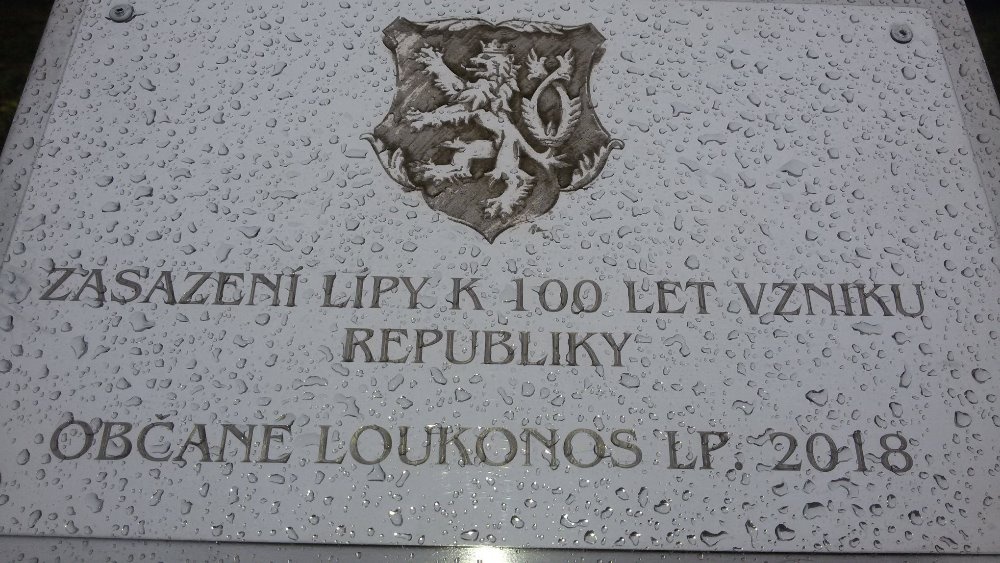 ZASAZENÍ LÍPY K 100 LET VZNIKU
REPUBLIKY
OBČANÉ LOUKONOS LP. 2018